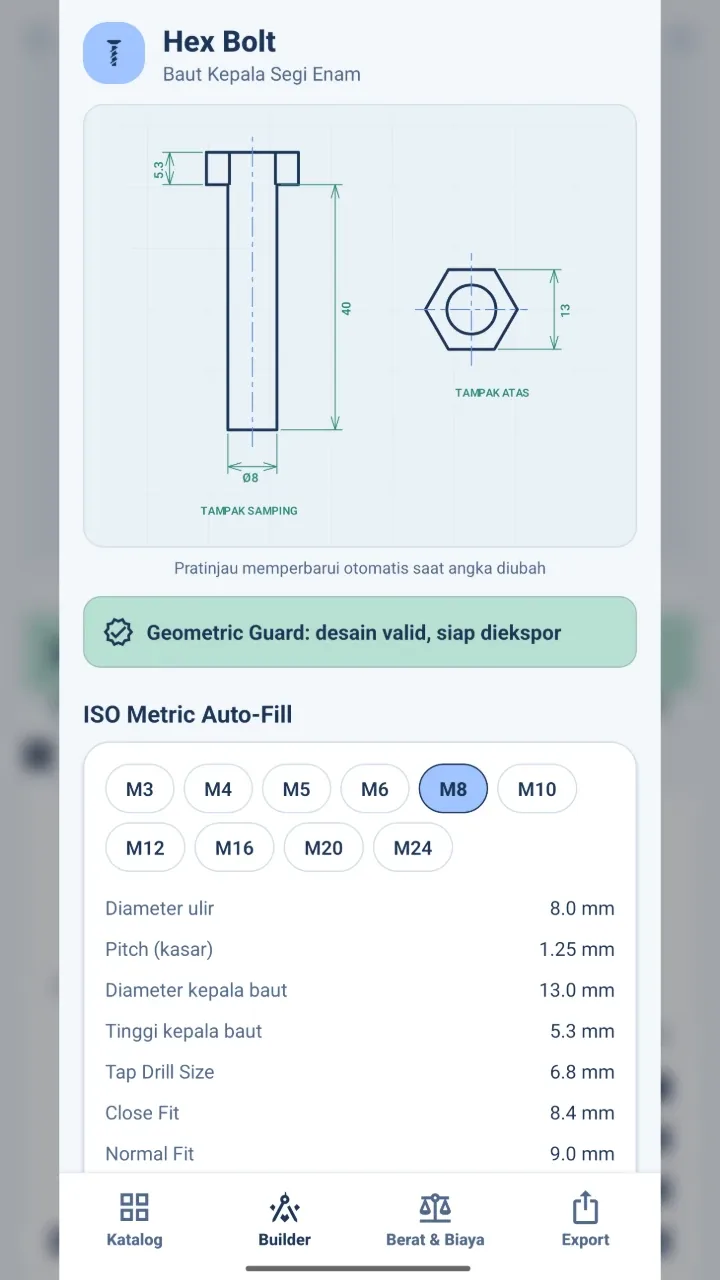 Hex Bolt
Baut Kepala Segi Enam
5.3
40
13
TAMPAK ATAS
Ø8
TAMPAK SAMPING
Pratinjau memperbarui otomatis saat angka diubah
Geometric Guard: desain valid, siap diekspor
ISO Metric Auto-Fill
M3 M4 M5 M6 M8 M10
M12 M16 M20 M24
Diameter ulir 8.0 mm
Pitch (kasar) 1.25 mm
Diameter kepala baut 13.0 mm
Tinggi kepala baut 5.3 mm
Tap Drill Size 6.8 mm
Close Fit 8.4 mm
Normal Fit 9.0 mm
Katalog Builder Berat & Biaya Export